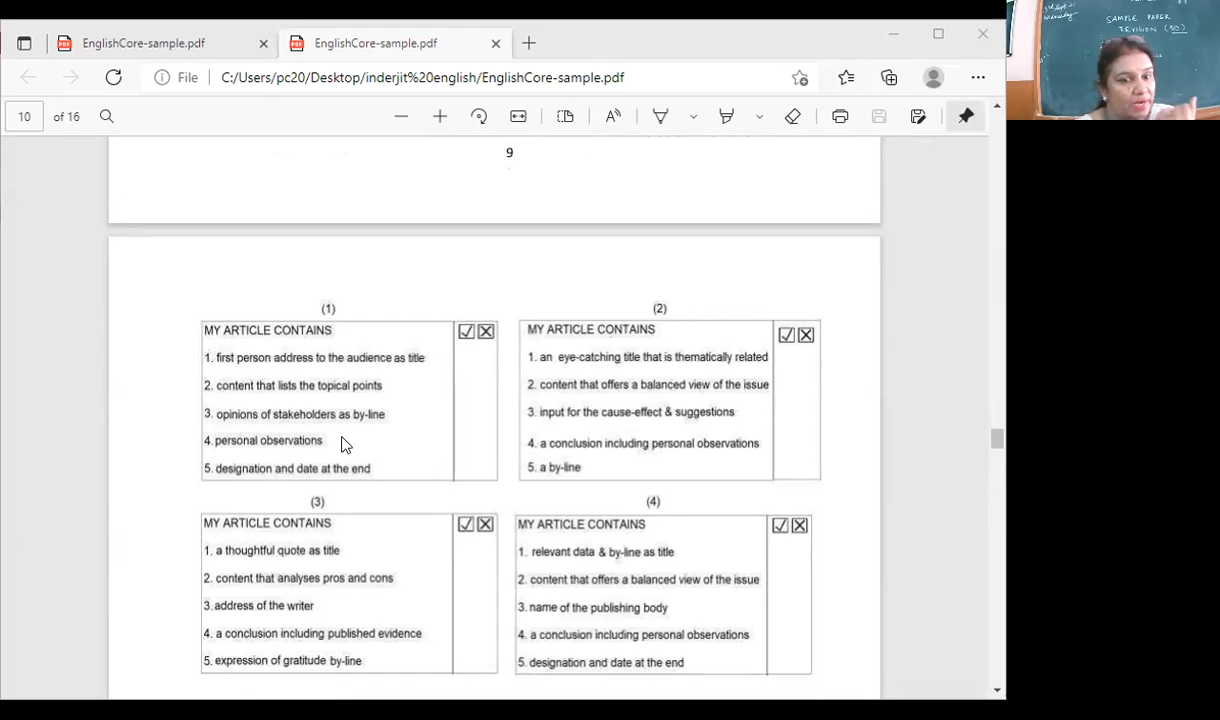 EnglishCore-sample.pdf
EnglishCore-sample.pdf
File C:/Users/pc20/Desktop/inderjit%20english/EnglishCore-sample.pdf
10 of 16
9
(1)
MY ARTICLE CONTAINS
1. first person address to the audience as title
2. content that lists the topical points
3. opinions of stakeholders as by-line
4. personal observations
5. designation and date at the end
(2)
MY ARTICLE CONTAINS
1. an eye-catching title that is thematically related
2. content that offers a balanced view of the issue
3. input for the cause-effect & suggestions
4. a conclusion including personal observations
5. a by-line
(3)
MY ARTICLE CONTAINS
1. a thoughtful quote as title
2. content that analyses pros and cons
3. address of the writer
4. a conclusion including published evidence
5. expression of gratitude by-line
(4)
MY ARTICLE CONTAINS
1. relevant data & by-line as title
2. content that offers a balanced view of the issue
3. name of the publishing body
4. a conclusion including personal observations
5. designation and date at the end
Wednesday
SAMPLE PAPER
REVISION (50)